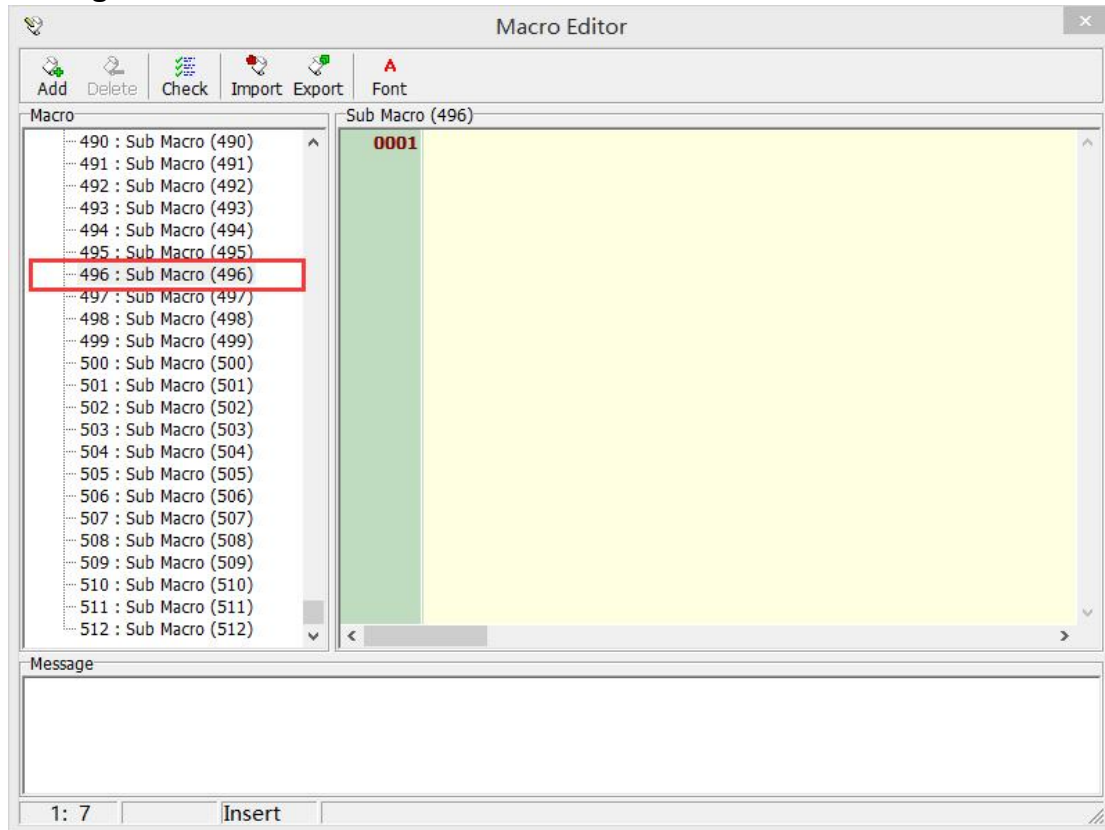 Macro Editor
Add Delete Check Import Export Font
A
Macro
490 : Sub Macro (490)
491 : Sub Macro (491)
492 : Sub Macro (492)
493 : Sub Macro (493)
494 : Sub Macro (494)
495 : Sub Macro (495)
496 : Sub Macro (496)
497 : Sub Macro (497)
498 : Sub Macro (498)
499 : Sub Macro (499)
500 : Sub Macro (500)
501 : Sub Macro (501)
502 : Sub Macro (502)
503 : Sub Macro (503)
504 : Sub Macro (504)
505 : Sub Macro (505)
506 : Sub Macro (506)
507 : Sub Macro (507)
508 : Sub Macro (508)
509 : Sub Macro (509)
510 : Sub Macro (510)
511 : Sub Macro (511)
512 : Sub Macro (512)
Sub Macro (496)
0001
Message
1: 7 Insert